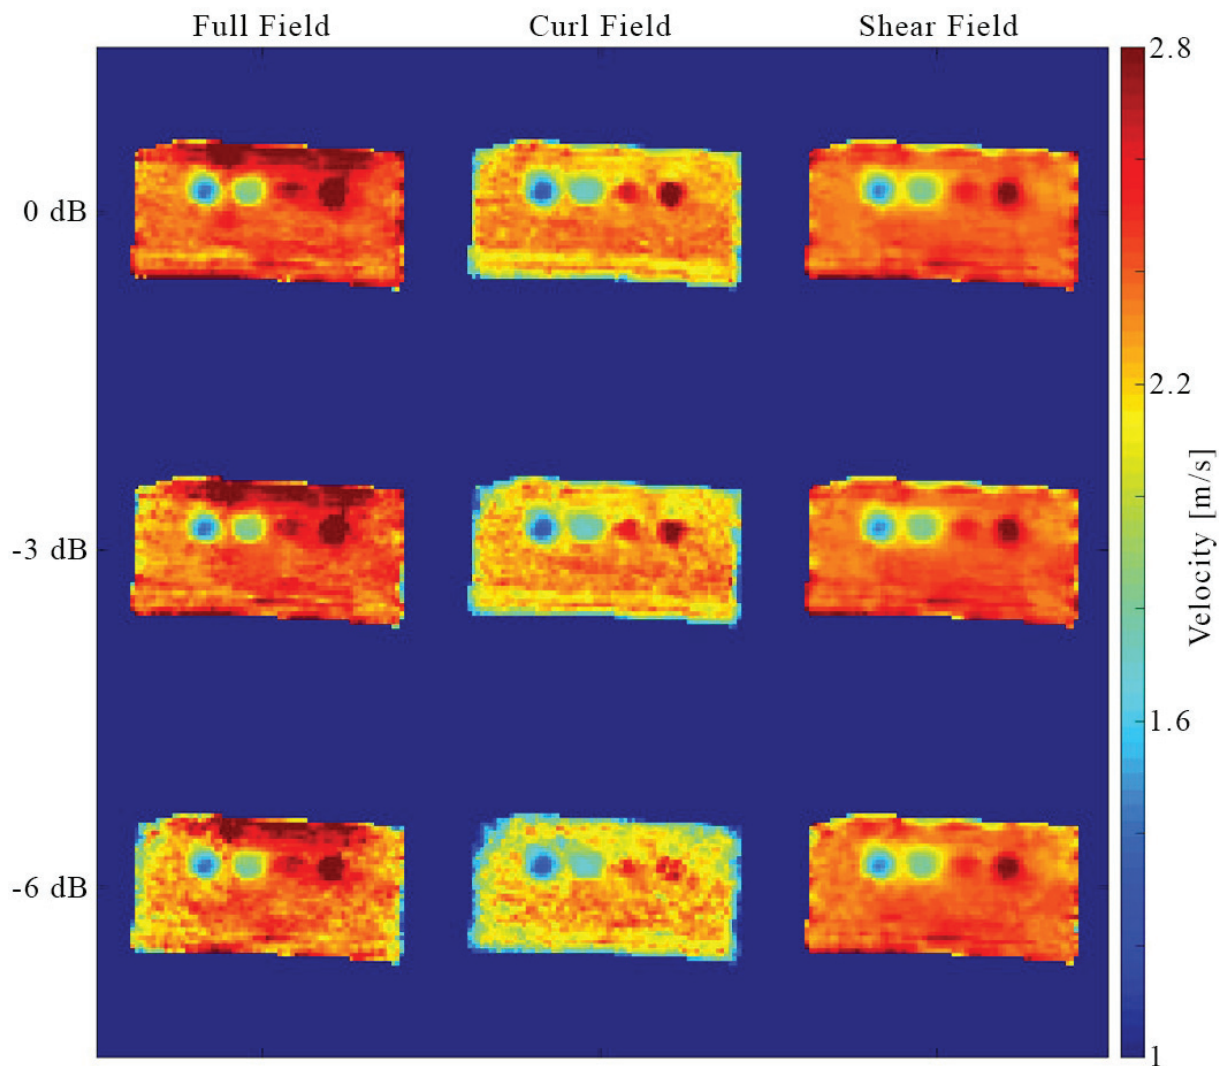 Full Field
Curl Field
Shear Field
0 dB
-3 dB
-6 dB
2.8
2.2
1.6
1
Velocity [m/s]